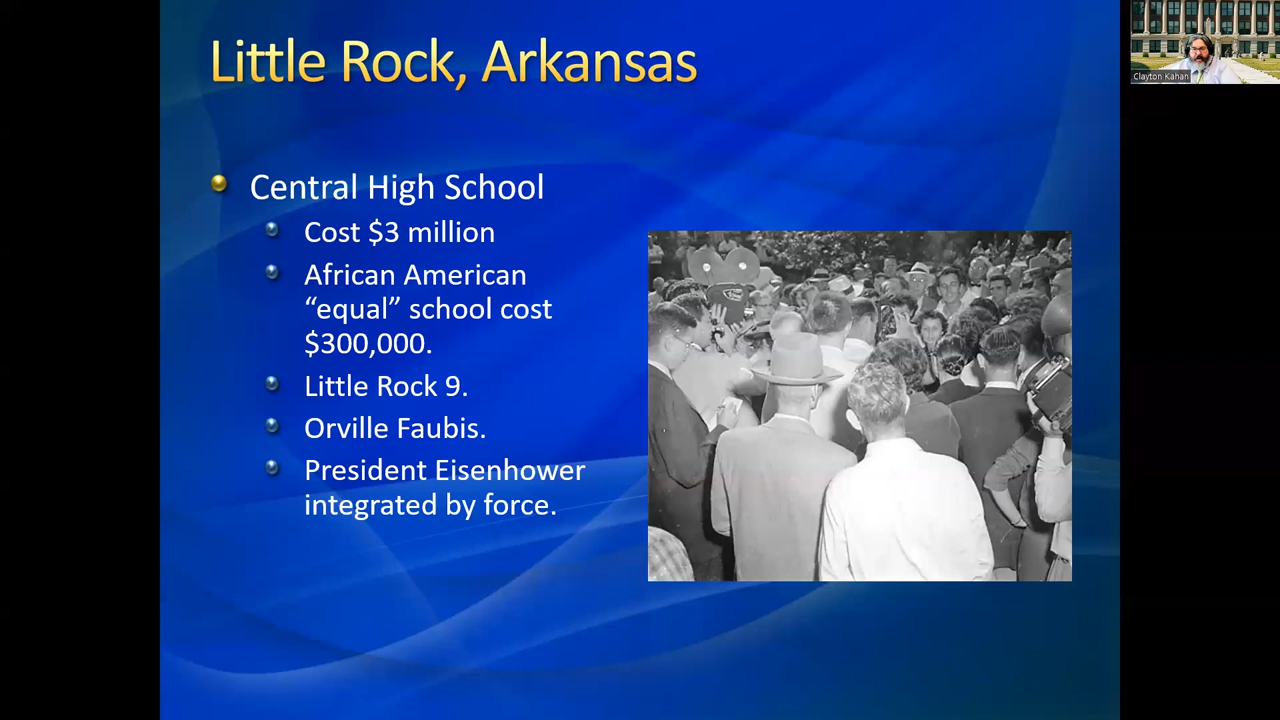 Little Rock, Arkansas
Central High School
Cost $3 million
African American
“equal” school cost
$300,000.
Little Rock 9.
Orville Faubis.
President Eisenhower
integrated by force.
Clayton Kahan